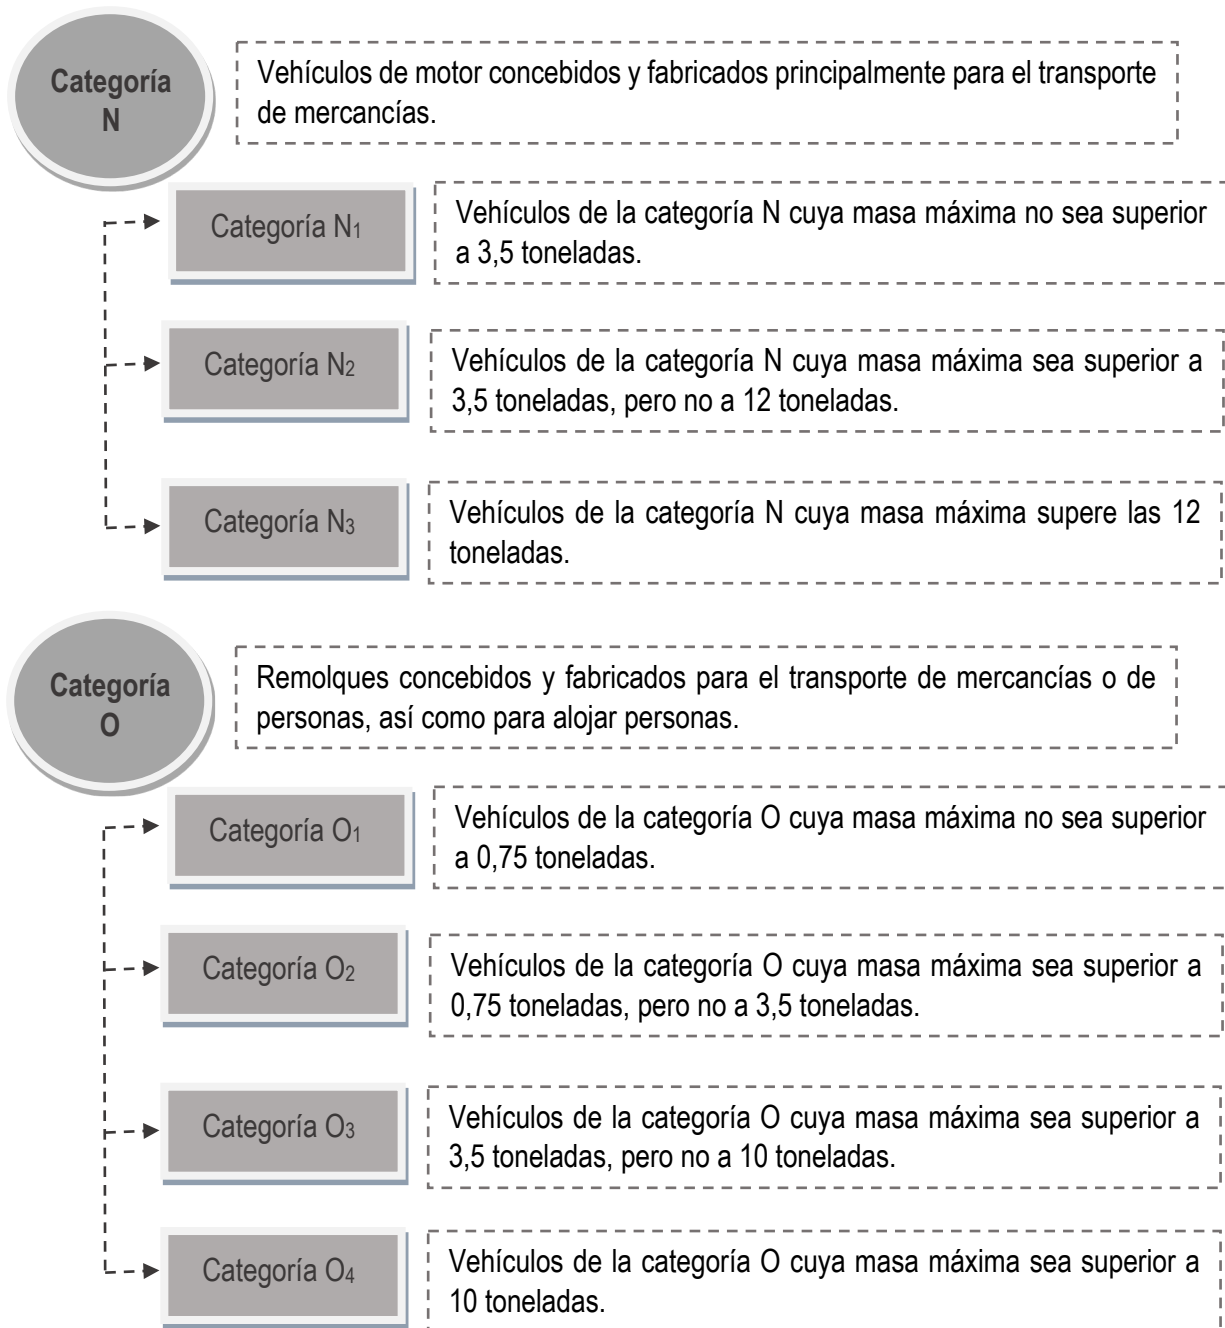 Categoría
N
Vehículos de motor concebidos y fabricados principalmente para el transporte
de mercancías.
Categoría N1
Vehículos de la categoría N cuya masa máxima no sea superior
a 3,5 toneladas.
Categoría N2
Vehículos de la categoría N cuya masa máxima sea superior a
3,5 toneladas, pero no a 12 toneladas.
Categoría N3
Vehículos de la categoría N cuya masa máxima supere las 12
toneladas.
Categoría
O
Remolques concebidos y fabricados para el transporte de mercancías o de
personas, así como para alojar personas.
Categoría O1
Vehículos de la categoría O cuya masa máxima no sea superior
a 0,75 toneladas.
Categoría O2
Vehículos de la categoría O cuya masa máxima sea superior a
0,75 toneladas, pero no a 3,5 toneladas.
Categoría O3
Vehículos de la categoría O cuya masa máxima sea superior a
3,5 toneladas, pero no a 10 toneladas.
Categoría O4
Vehículos de la categoría O cuya masa máxima sea superior a
10 toneladas.